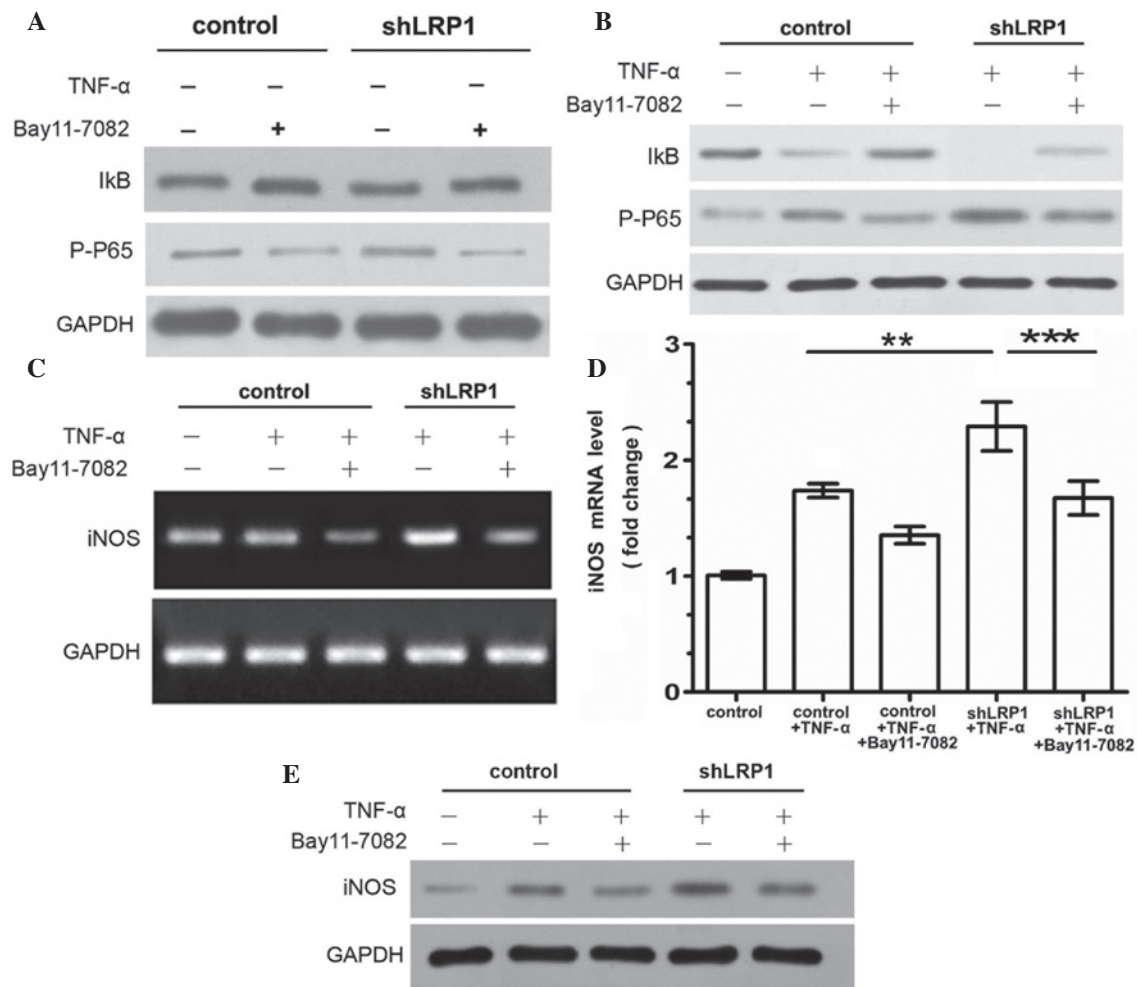 A
control shLRP1
TNF-α − − − −
Bay11-7082 − + − +
IkB
P-P65
GAPDH
B
control shLRP1
TNF-α − + + + +
Bay11-7082 − − + − +
IkB
P-P65
GAPDH
C
control shLRP1
TNF-α − + + + +
Bay11-7082 − − + − +
iNOS
GAPDH
D
iNOS mRNA level
( fold change )
3
2
1
0
** ***
control
control
+TNF-α
control
+TNF-α
+Bay11-7082
shLRP1
+TNF-α
shLRP1
+TNF-α
+Bay11-7082
E
control shLRP1
TNF-α − + + + +
Bay11-7082 − − + − +
iNOS
GAPDH